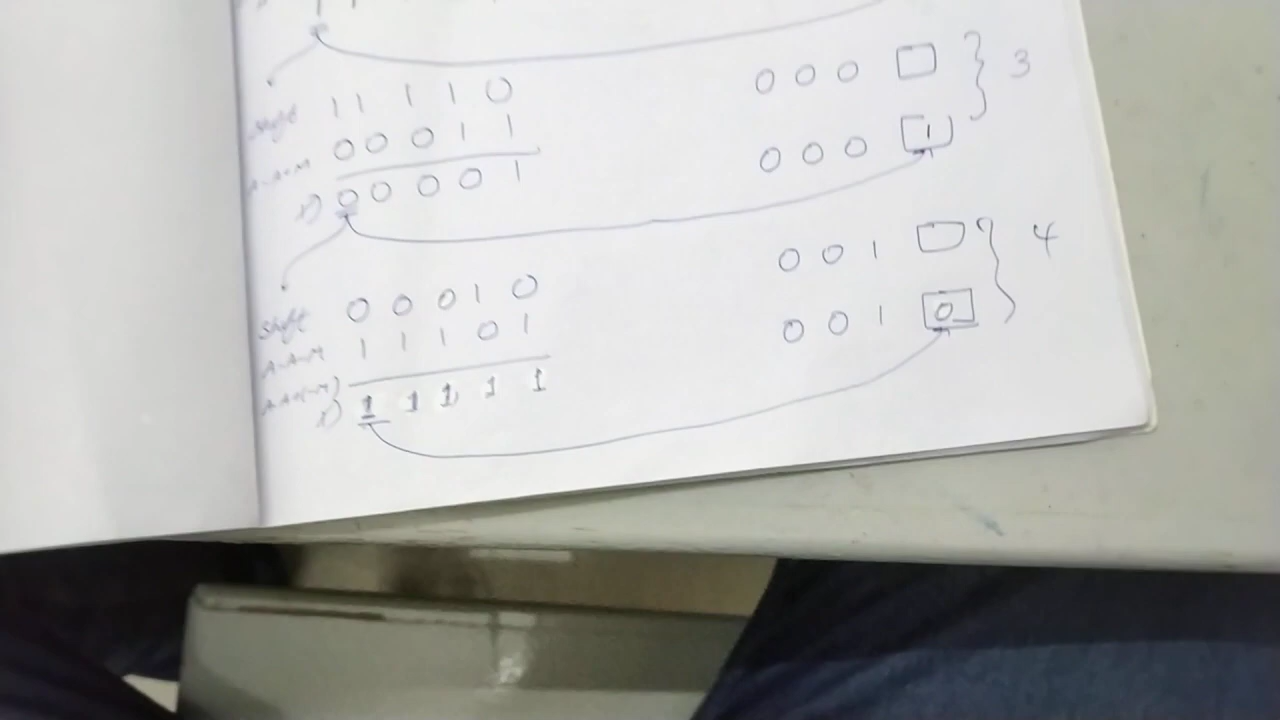 Shift 1 1 1 1 0 0 0 0 □ } 3
A=A+M 0 0 0 1 1
0 0 0 0 1 0 0 0 1
Shift 0 0 0 1 0 0 0 1 □ } 4
A=A-M 1 1 1 0 1 0 0 1 0
A=A+(-M)
1 1 1 1 1